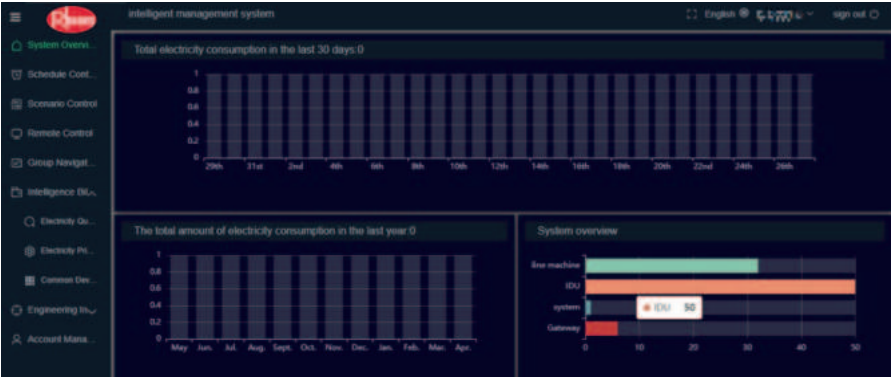 Rheem
intelligent management system
English
sign out
System Overvi...
Schedule Cont...
Scenario Control
Remote Control
Group Navigat...
Intelligence Bil...
Electricity Qu...
Electricity Pri...
Common Dev...
Engineering In...
Account Mana...
Total electricity consumption in the last 30 days:0
1
0.8
0.6
0.4
0.2
0
29th 31st 2nd 4th 6th 8th 10th 12th 14th 16th 18th 20th 22nd 24th 26th
The total amount of electricity consumption in the last year:0
1
0.8
0.6
0.4
0.2
0
May Jun. Jul. Aug. Sept. Oct. Nov. Dec. Jan. Feb. Mar. Apr.
System overview
line machine
IDU
system
Gateway
IDU 50
0 10 20 30 40 50